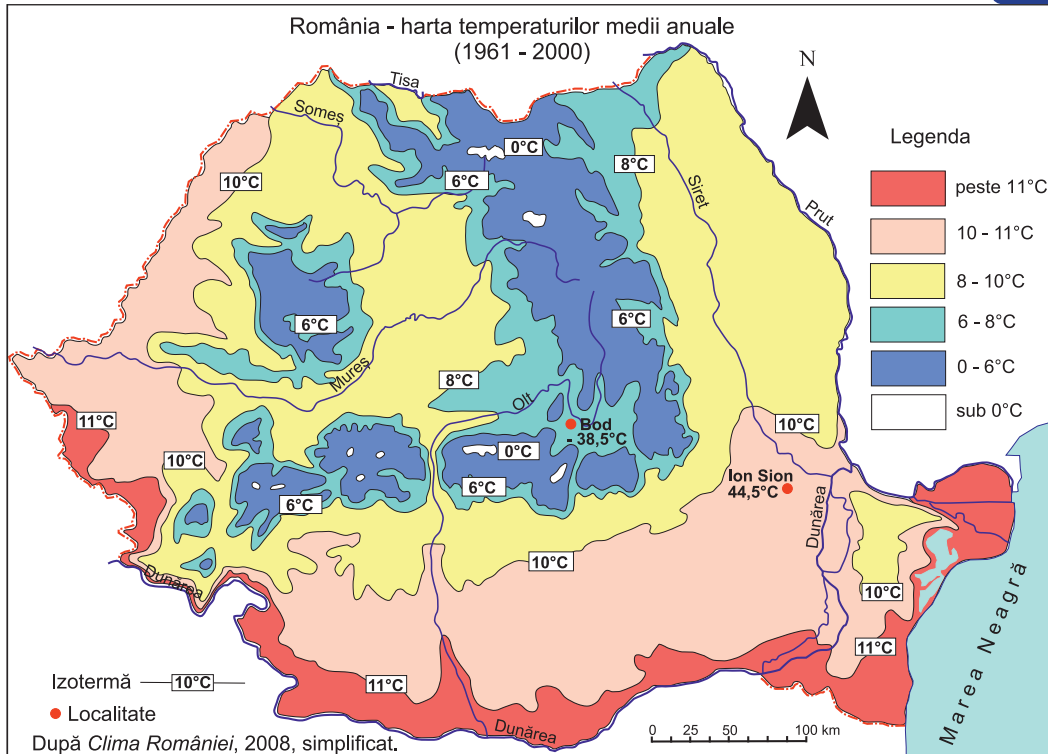 România - harta temperaturilor medii anuale
(1961 - 2000)
N
Tisa
Someș
0°C
8°C
10°C
6°C
Siret
Prut
Legenda
peste 11°C
10 - 11°C
8 - 10°C
6 - 8°C
0 - 6°C
sub 0°C
6°C
6°C
Mureș
8°C
Olt
11°C
Bod
- 38,5°C
10°C
10°C
0°C
Ion Sion
44,5°C
6°C
6°C
Dunărea
10°C
Dunărea
10°C
11°C
Marea Neagră
Izotermă 10°C
11°C
Localitate
Dunărea
0 25 50 100 km
După Clima României, 2008, simplificat.